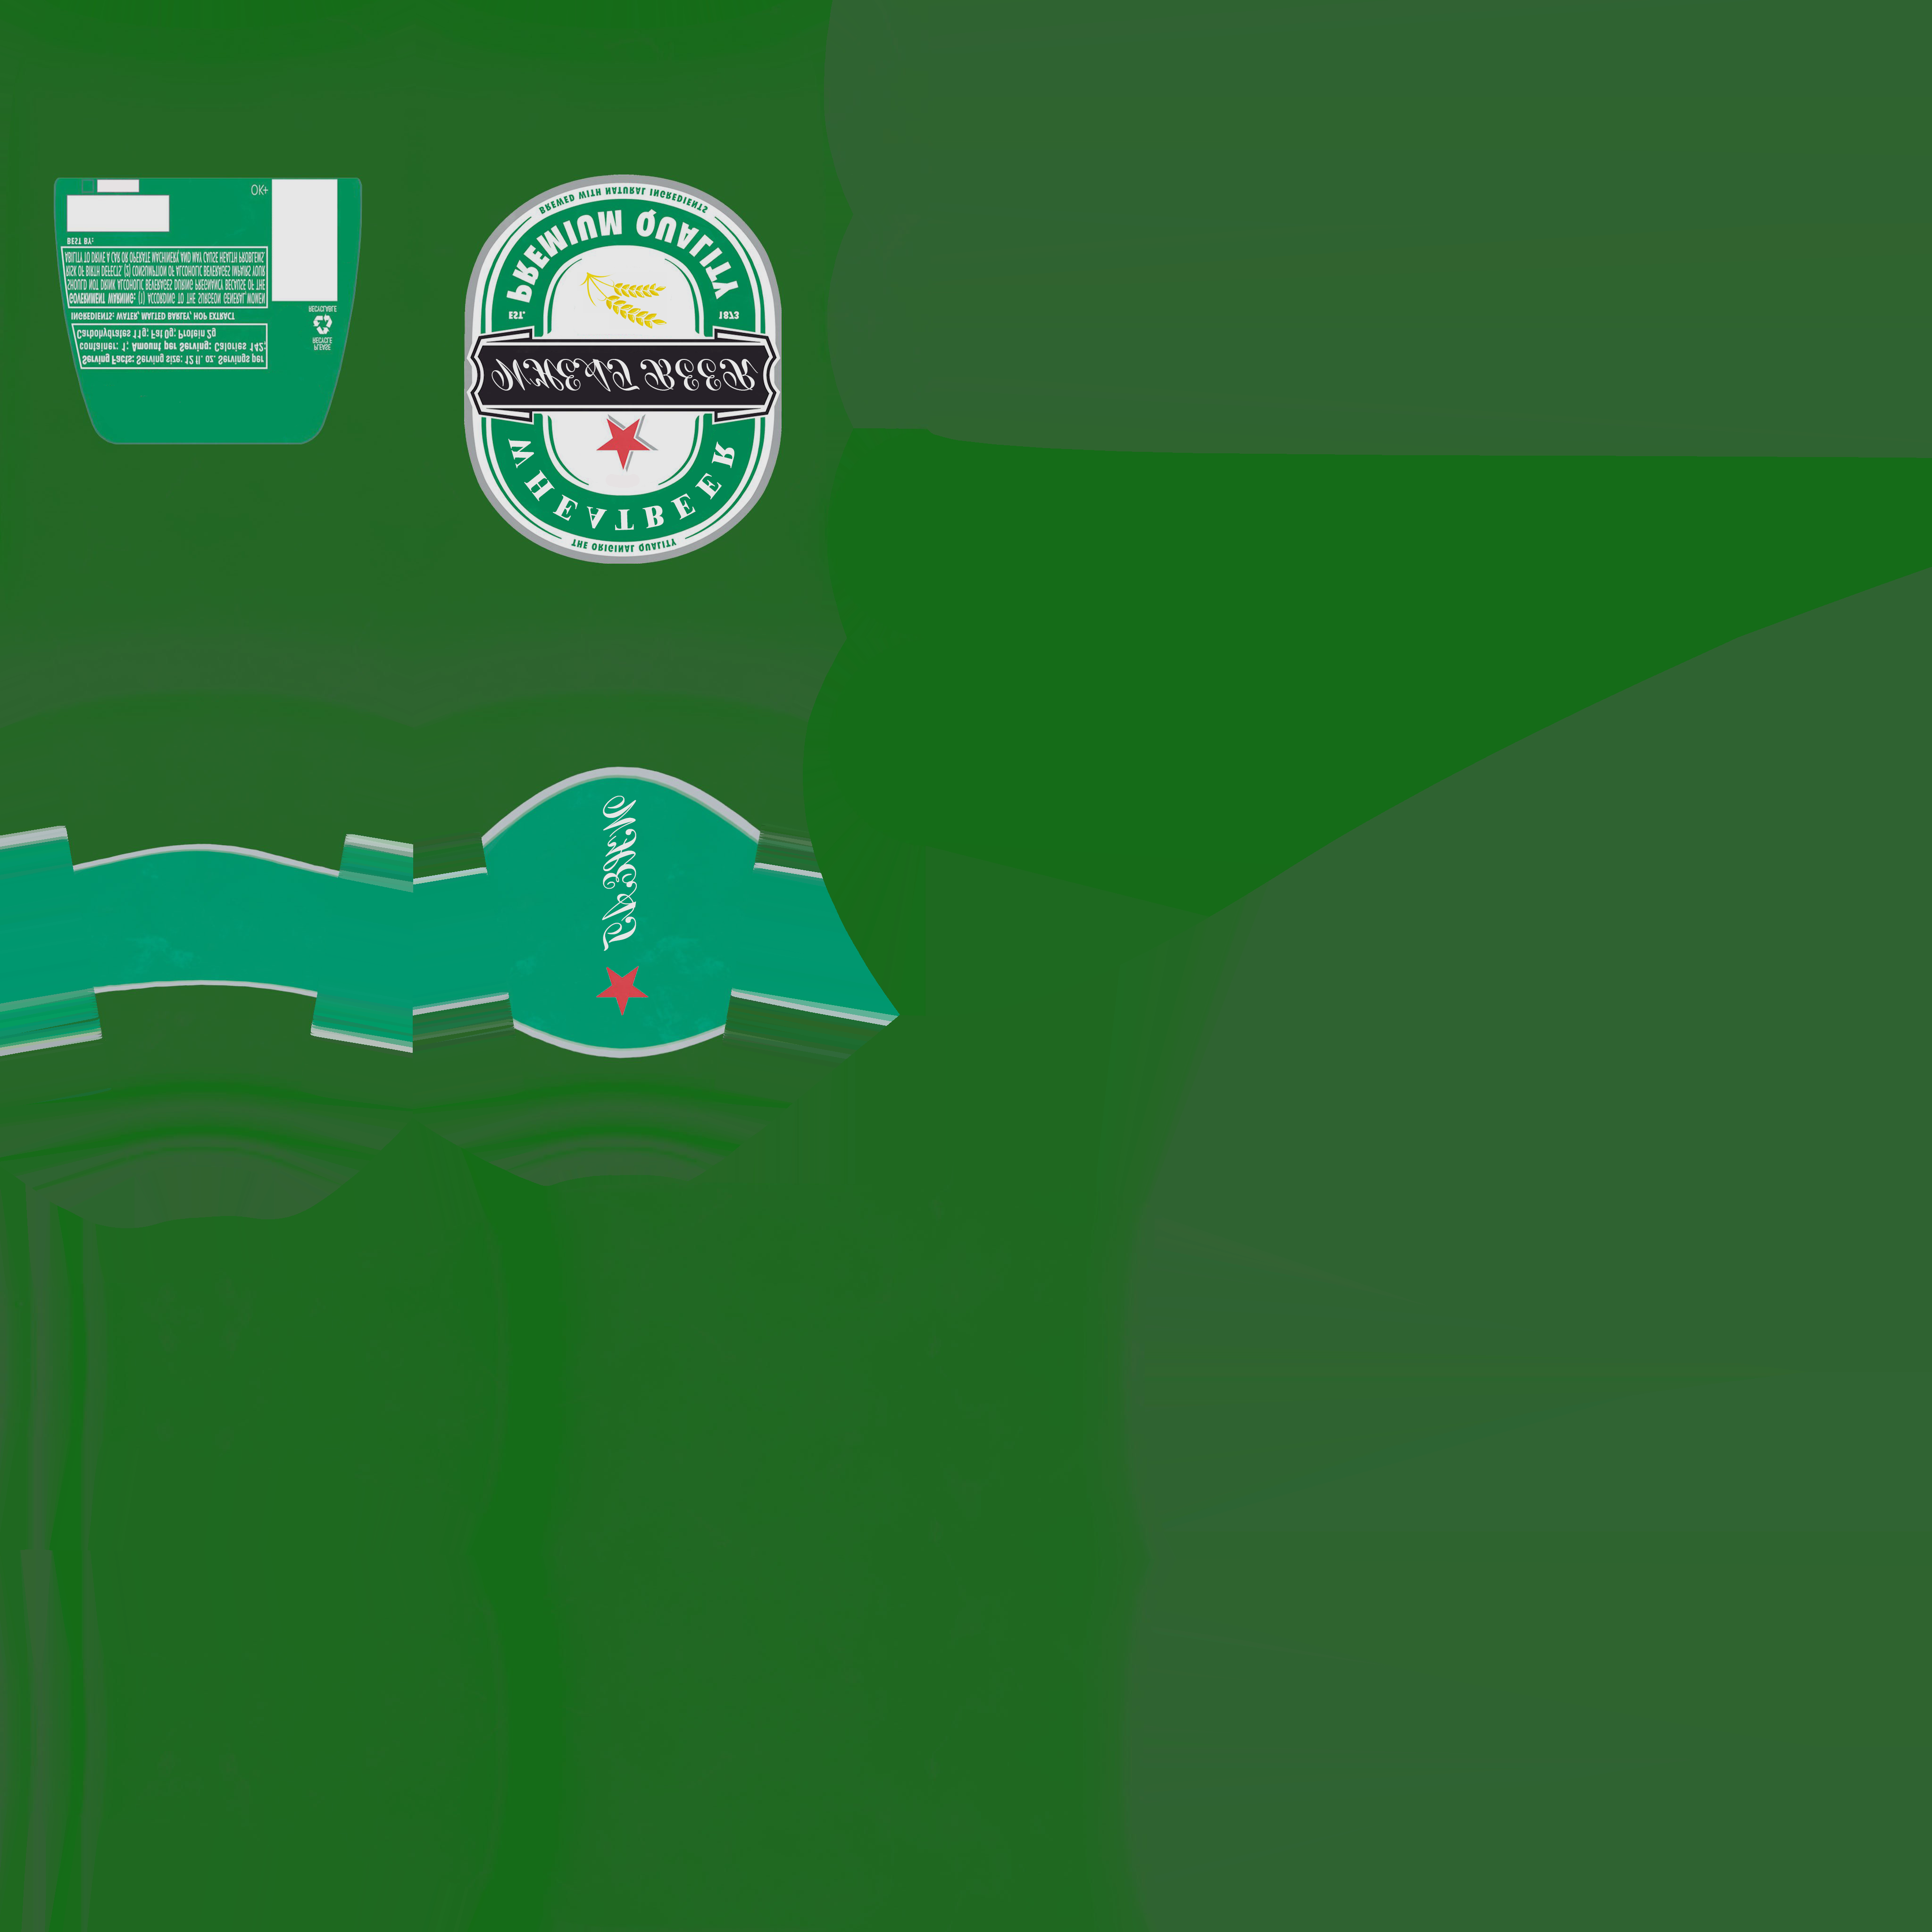 OK+
BEST BY:
GOVERNMENT WARNING: (1) ACCORDING TO THE SURGEON GENERAL, WOMEN
SHOULD NOT DRINK ALCOHOLIC BEVERAGES DURING PREGNANCY BECAUSE OF THE
RISK OF BIRTH DEFECTS. (2) CONSUMPTION OF ALCOHOLIC BEVERAGES IMPAIRS YOUR
ABILITY TO DRIVE A CAR OR OPERATE MACHINERY, AND MAY CAUSE HEALTH PROBLEMS.
INGREDIENTS: WATER, MALTED BARLEY, HOP EXTRACT
Serving Facts: Serving size: 12 fl. oz. Servings per
container: 1; Amount per Serving: Calories 142;
Carbohydrates 11g; Fat 0g; Protein 2g
PLEASE
RECYCLE
RECYCLABLE
BREWED WITH NATURAL INGREDIENTS
PREMIUM QUALITY
EST. 1873
WHEAT BEER
WHEAT BEER
THE ORIGINAL QUALITY
WHEAT